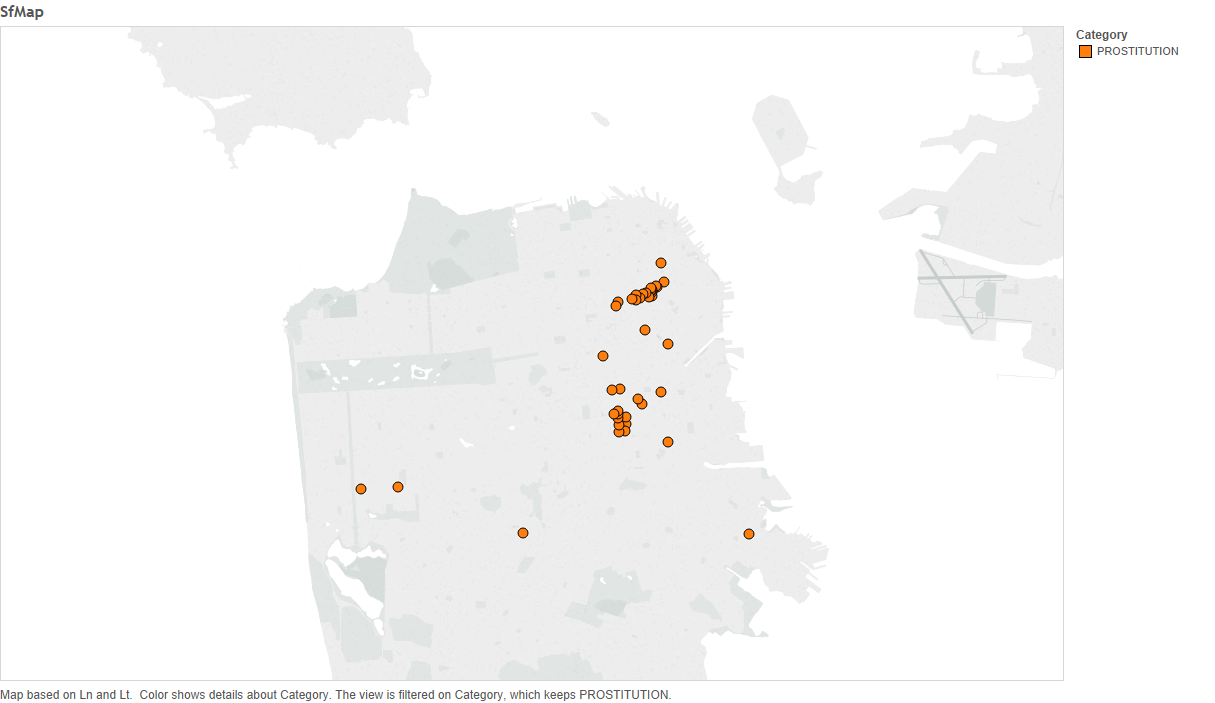 SfMap
Category
PROSTITUTION
Map based on Ln and Lt.  Color shows details about Category. The view is filtered on Category, which keeps PROSTITUTION.